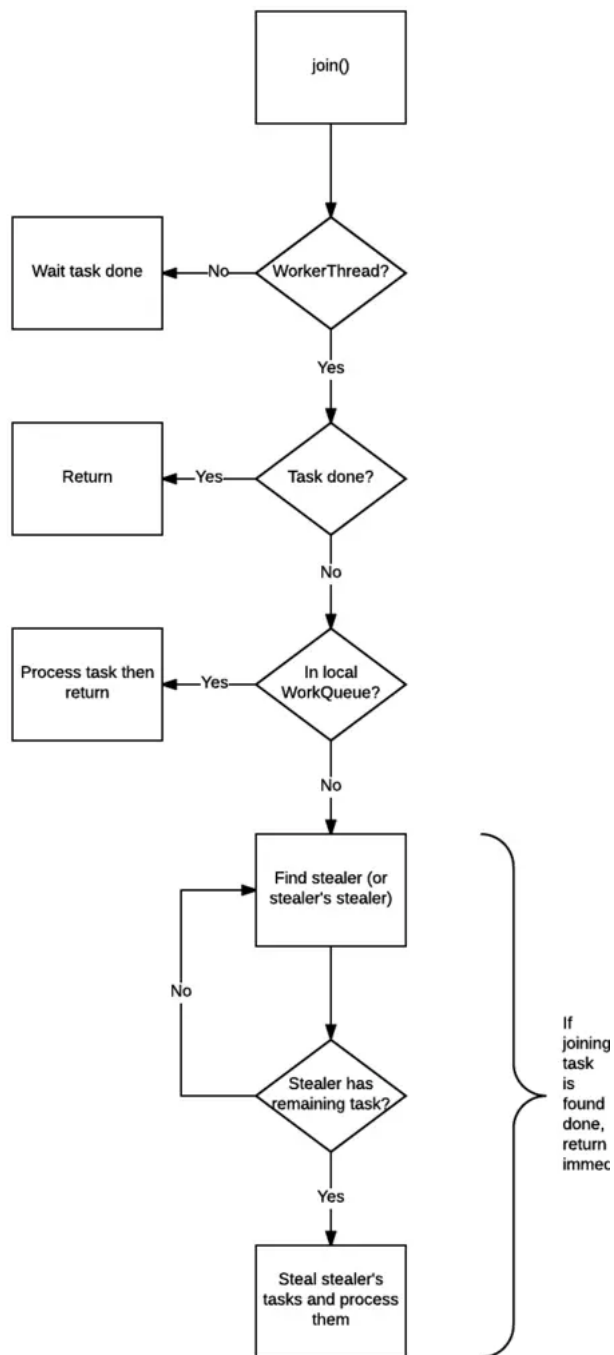 join()
WorkerThread?
No
Wait task done
Yes
Task done?
Yes
Return
No
In local
WorkQueue?
Yes
Process task then
return
No
Find stealer (or
stealer's stealer)
No
Stealer has
remaining task?
Yes
Steal stealer's
tasks and process
them
If
joining
task
is
found
done,
return
immed